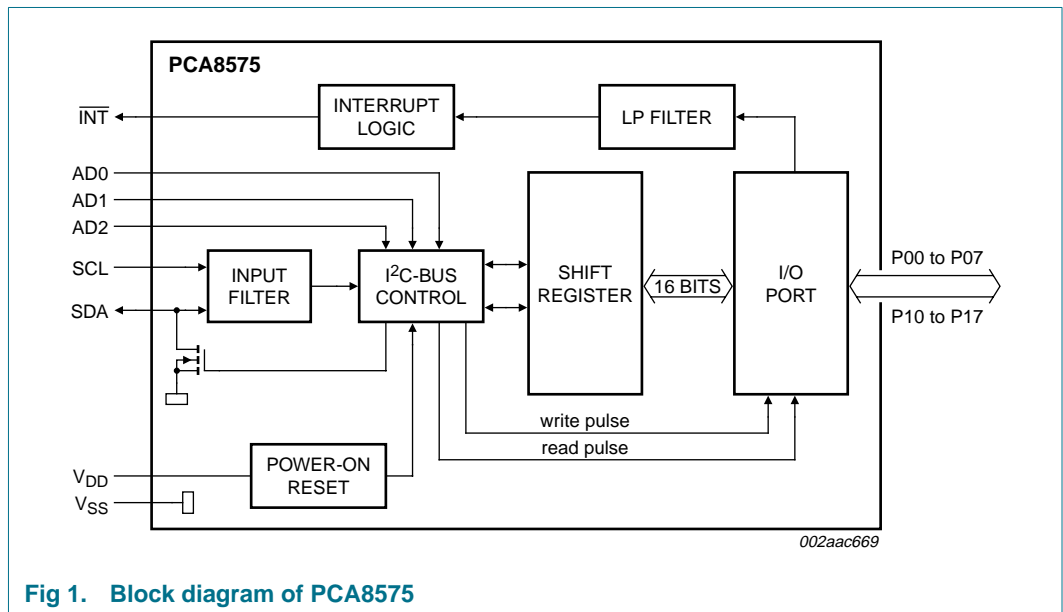 PCA8575
INT
INTERRUPT
LOGIC
LP FILTER
AD0
AD1
AD2
SCL
SDA
INPUT
FILTER
I2C-BUS
CONTROL
SHIFT
REGISTER
16 BITS
I/O
PORT
P00 to P07
P10 to P17
write pulse
read pulse
VDD
VSS
POWER-ON
RESET
002aac669
Fig 1. Block diagram of PCA8575